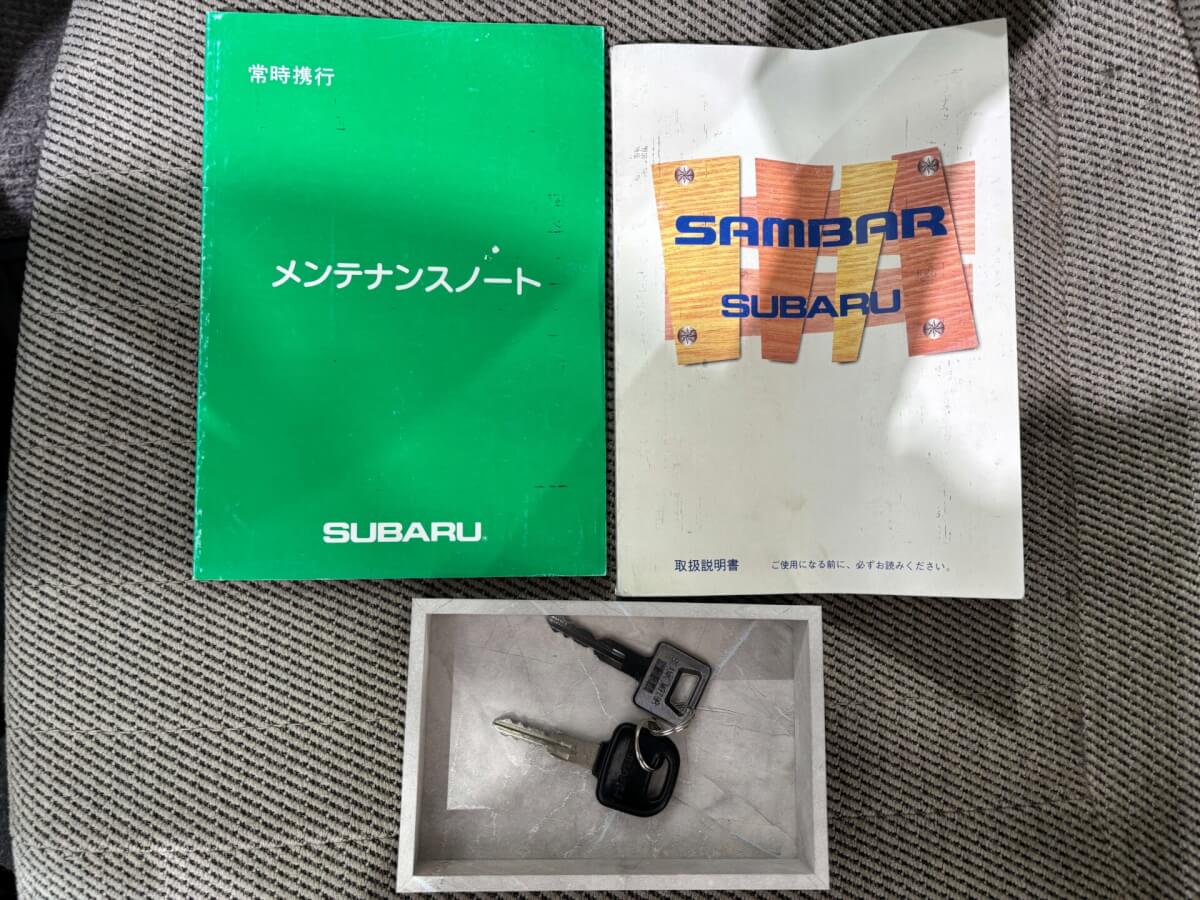 常時携行
メンテナンスノート
SUBARU
SAMBAR
SUBARU
取扱説明書 ご使用になる前に、必ずお読みください。